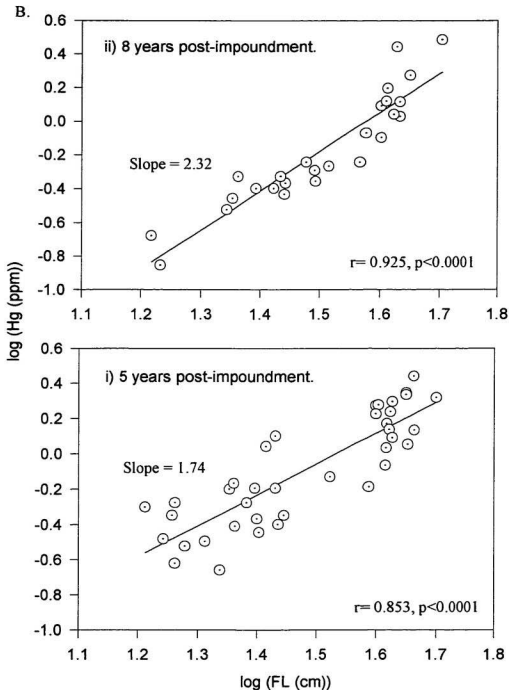 B.
ii) 8 years post-impoundment.
0.6
0.4
0.2
0.0
-0.2
-0.4
-0.6
-0.8
-1.0
Slope = 2.32
r= 0.925, p<0.0001
1.1 1.2 1.3 1.4 1.5 1.6 1.7 1.8
log (Hg (ppm))
i) 5 years post-impoundment.
0.6
0.4
0.2
0.0
-0.2
-0.4
-0.6
-0.8
-1.0
Slope = 1.74
r= 0.853, p<0.0001
1.1 1.2 1.3 1.4 1.5 1.6 1.7 1.8
log (Hg (ppm))
log (FL (cm))